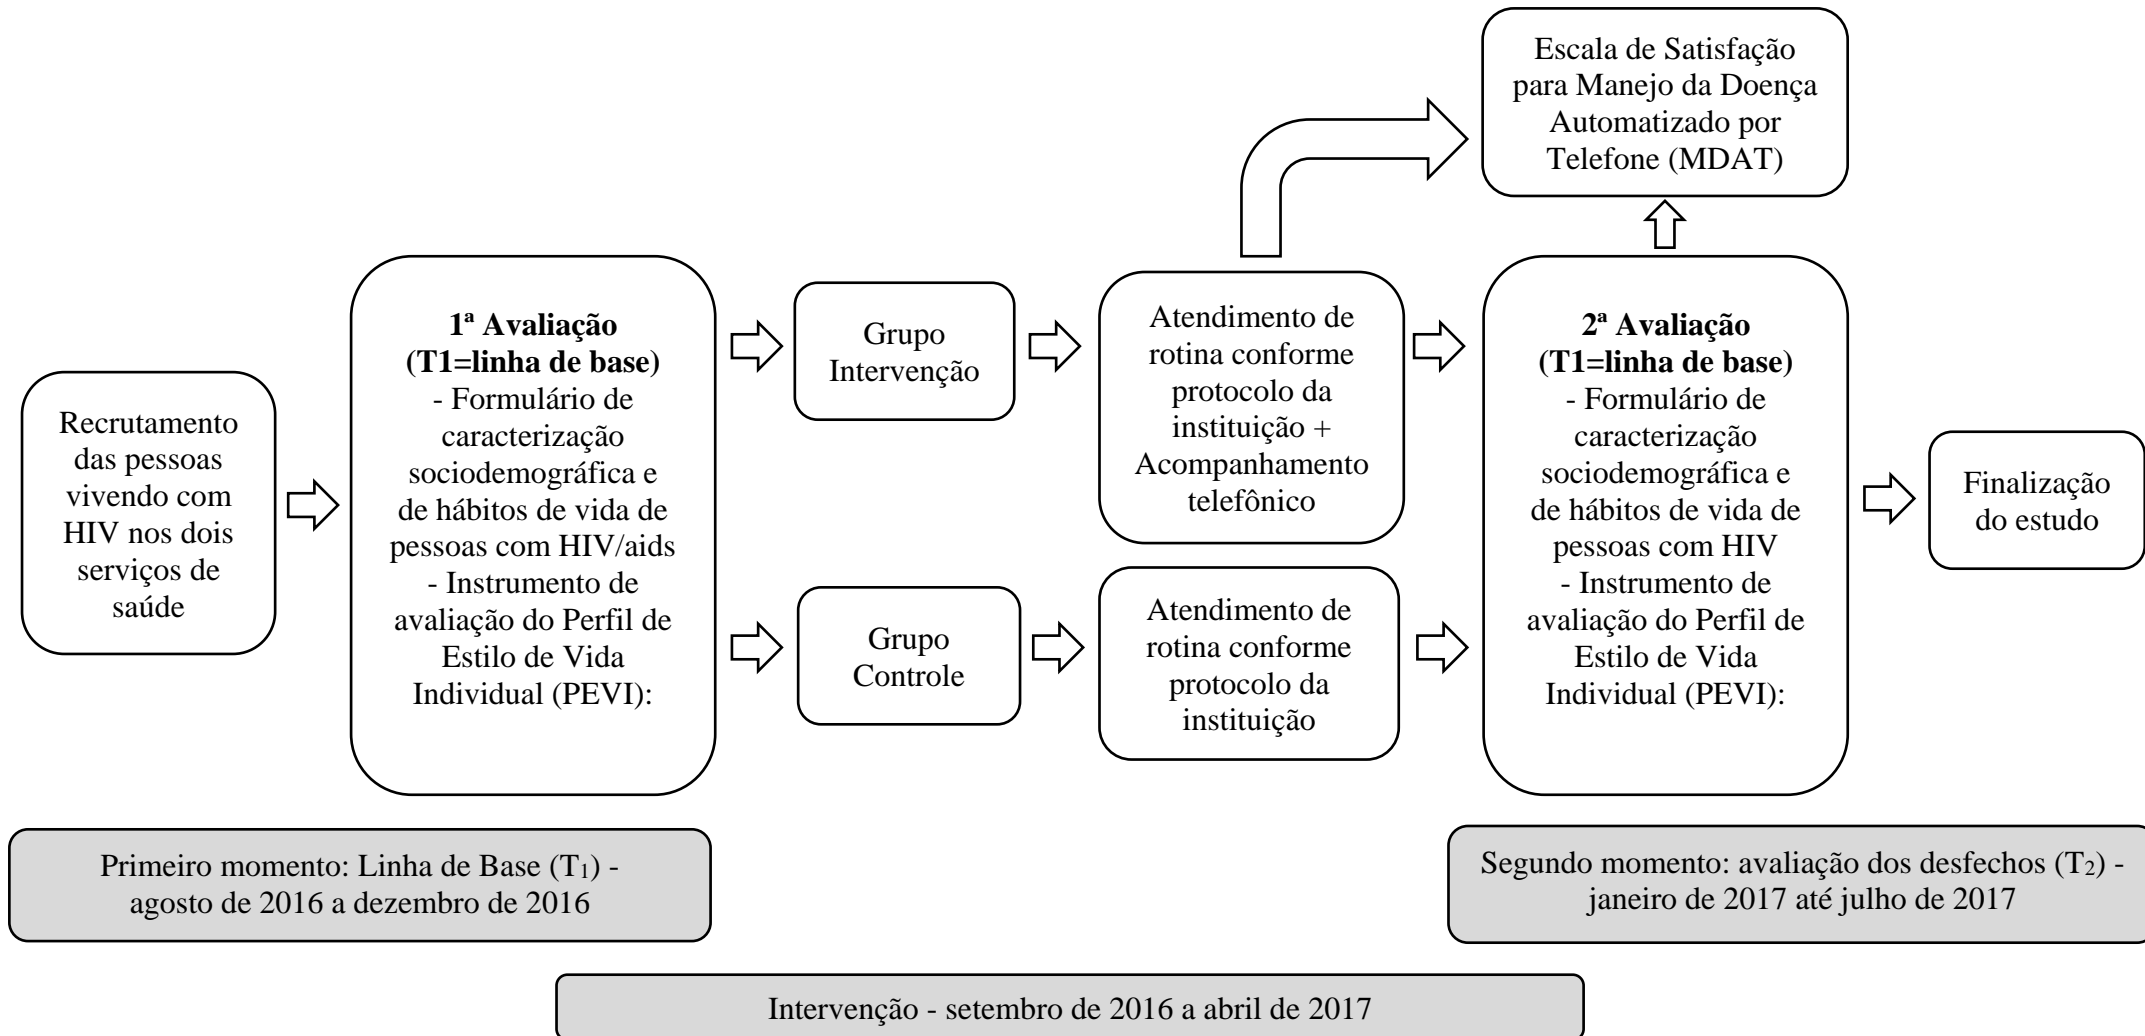 Recrutamento
das pessoas
vivendo com
HIV nos dois
serviços de
saúde
1ª Avaliação
(T1=linha de base)
- Formulário de
caracterização
sociodemográfica e
de hábitos de vida de
pessoas com HIV/aids
- Instrumento de
avaliação do Perfil de
Estilo de Vida
Individual (PEVI):
Grupo
Intervenção
Grupo
Controle
Atendimento de
rotina conforme
protocolo da
instituição +
Acompanhamento
telefônico
Atendimento de
rotina conforme
protocolo da
instituição
Escala de Satisfação
para Manejo da Doença
Automatizado por
Telefone (MDAT)
2ª Avaliação
(T1=linha de base)
- Formulário de
caracterização
sociodemográfica e
de hábitos de vida de
pessoas com HIV
- Instrumento de
avaliação do Perfil de
Estilo de Vida
Individual (PEVI):
Finalização
do estudo
Primeiro momento: Linha de Base (T₁) -
agosto de 2016 a dezembro de 2016
Segundo momento: avaliação dos desfechos (T₂) -
janeiro de 2017 até julho de 2017
Intervenção - setembro de 2016 a abril de 2017